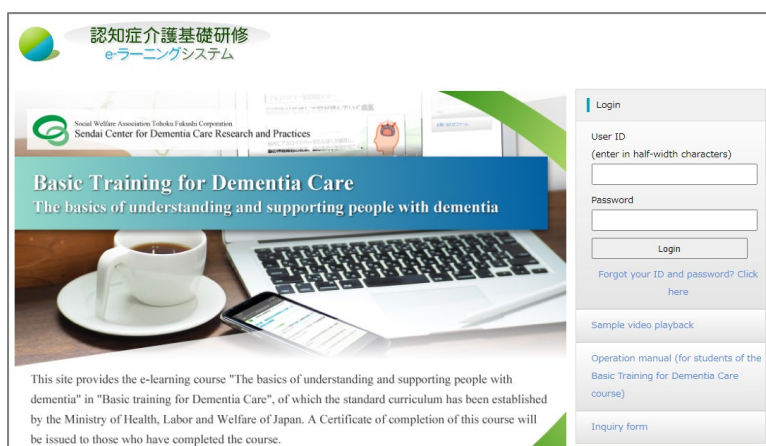 認知症介護基礎研修
e-ラーニングシステム
Social Welfare Association Tohoku Fukushi Corporation
Sendai Center for Dementia Care Research and Practices
Basic Training for Dementia Care
The basics of understanding and supporting people with dementia
This site provides the e-learning course "The basics of understanding and supporting people with
dementia" in "Basic training for Dementia Care", of which the standard curriculum has been established
by the Ministry of Health, Labor and Welfare of Japan. A Certificate of completion of this course will
be issued to those who have completed the course.
Login
User ID
(enter in half-width characters)
Password
Login
Forgot your ID and password? Click
here
Sample video playback
Operation manual (for students of the
Basic Training for Dementia Care
course)
Inquiry form